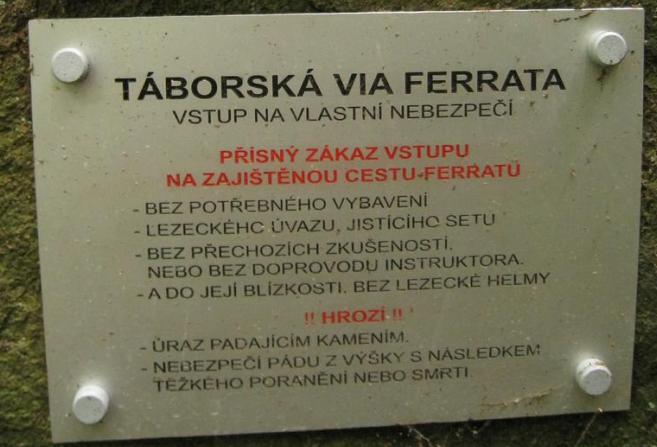 TÁBORSKÁ VIA FERRATA
VSTUP NA VLASTNÍ NEBEZPEČÍ
PŘÍSNÝ ZÁKAZ VSTUPU
NA ZAJIŠTĚNOU CESTU-FERRATU
- BEZ POTŘEBNÉHO VYBAVENÍ
- LEZECKÉHO ÚVAZU, JISTÍCÍHO SETU
- BEZ PŘECHOZÍCH ZKUŠENOSTÍ,
NEBO BEZ DOPROVODU INSTRUKTORA.
- A DO JEJÍ BLÍZKOSTI, BEZ LEZECKÉ HELMY
!! HROZÍ !!
- ÚRAZ PADAJÍCÍM KAMENÍM.
- NEBEZPEČÍ PÁDU Z VÝŠKY S NÁSLEDKEM
TĚŽKÉHO PORANĚNÍ NEBO SMRTI.